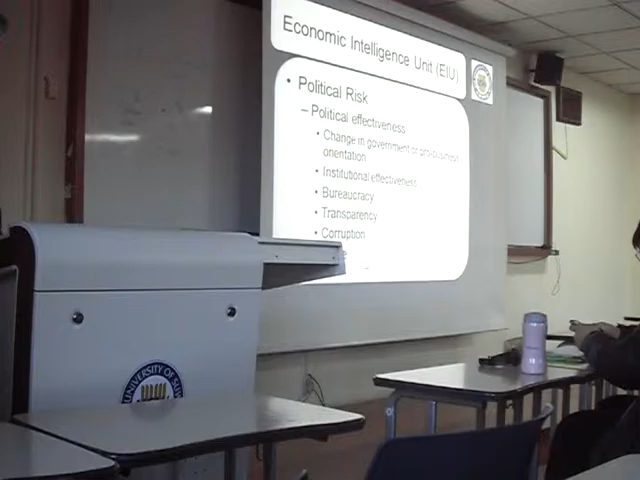 Economic Intelligence Unit (EIU)
• Political Risk
– Political effectiveness
• Change in government or pro-business
orientation
• Institutional effectiveness
• Bureaucracy
• Transparency
• Corruption
UNIVERSITY OF